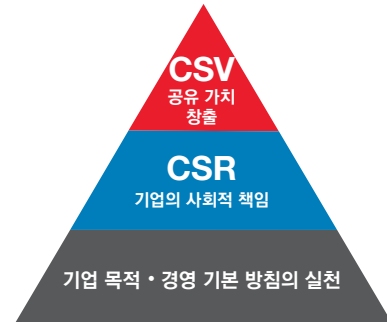 CSV
공유 가치
창출
CSR
기업의 사회적 책임
기업 목적・경영 기본 방침의 실천